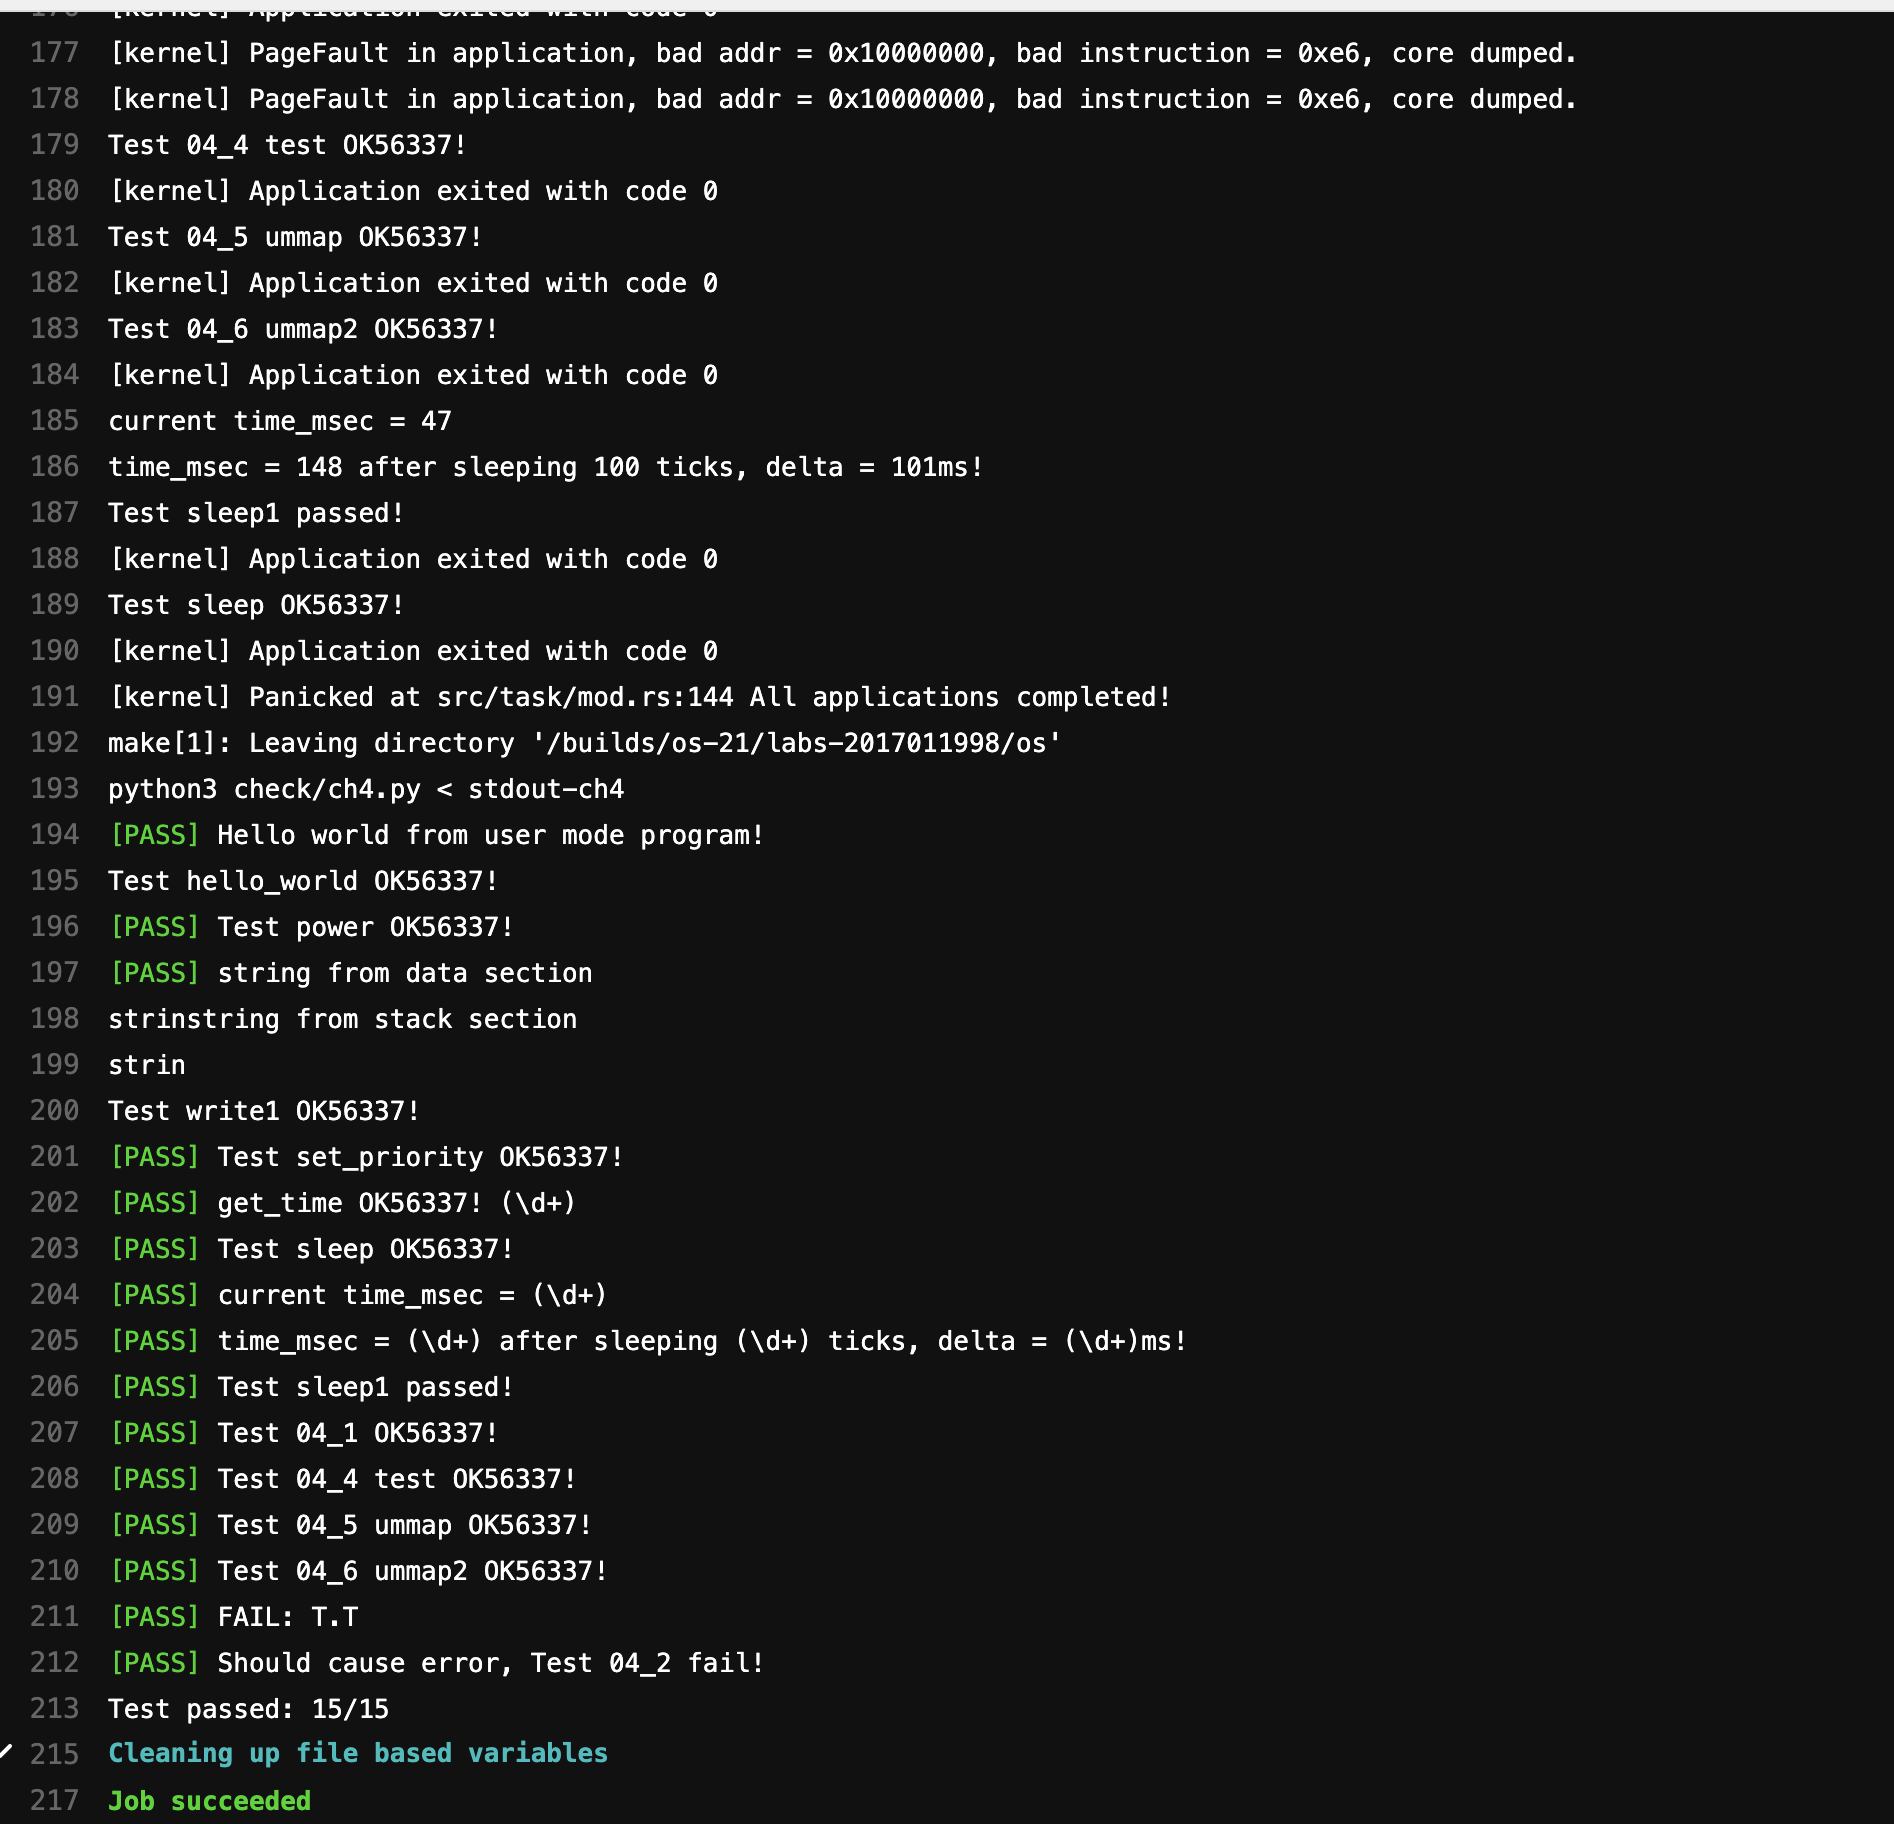 176 [kernel] Application exited with code 0
177 [kernel] PageFault in application, bad addr = 0x10000000, bad instruction = 0xe6, core dumped.
178 [kernel] PageFault in application, bad addr = 0x10000000, bad instruction = 0xe6, core dumped.
179 Test 04_4 test OK56337!
180 [kernel] Application exited with code 0
181 Test 04_5 ummap OK56337!
182 [kernel] Application exited with code 0
183 Test 04_6 ummap2 OK56337!
184 [kernel] Application exited with code 0
185 current time_msec = 47
186 time_msec = 148 after sleeping 100 ticks, delta = 101ms!
187 Test sleep1 passed!
188 [kernel] Application exited with code 0
189 Test sleep OK56337!
190 [kernel] Application exited with code 0
191 [kernel] Panicked at src/task/mod.rs:144 All applications completed!
192 make[1]: Leaving directory '/builds/os-21/labs-2017011998/os'
193 python3 check/ch4.py < stdout-ch4
194 [PASS] Hello world from user mode program!
195 Test hello_world OK56337!
196 [PASS] Test power OK56337!
197 [PASS] string from data section
198 strinstring from stack section
199 strin
200 Test write1 OK56337!
201 [PASS] Test set_priority OK56337!
202 [PASS] get_time OK56337! (\d+)
203 [PASS] Test sleep OK56337!
204 [PASS] current time_msec = (\d+)
205 [PASS] time_msec = (\d+) after sleeping (\d+) ticks, delta = (\d+)ms!
206 [PASS] Test sleep1 passed!
207 [PASS] Test 04_1 OK56337!
208 [PASS] Test 04_4 test OK56337!
209 [PASS] Test 04_5 ummap OK56337!
210 [PASS] Test 04_6 ummap2 OK56337!
211 [PASS] FAIL: T.T
212 [PASS] Should cause error, Test 04_2 fail!
213 Test passed: 15/15
215 Cleaning up file based variables
217 Job succeeded